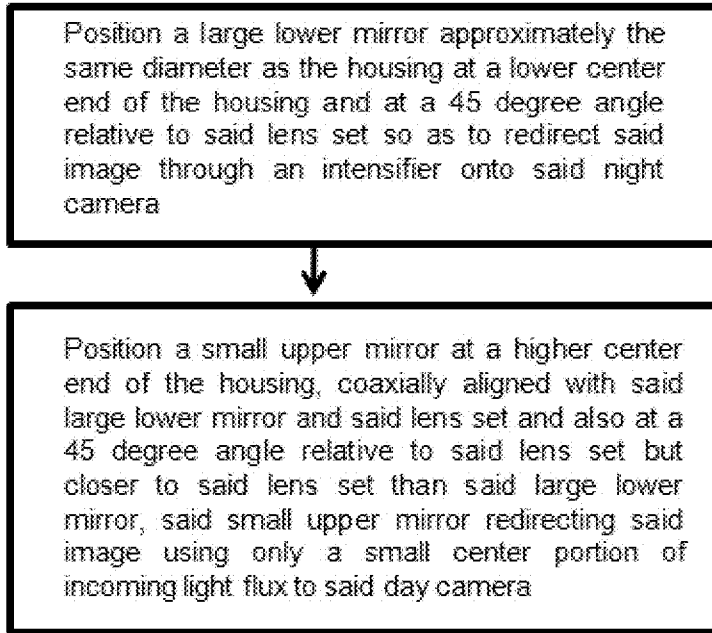 Position a large lower mirror approximately the
same diameter as the housing at a lower center
end of the housing and at a 45 degree angle
relative to said lens set so as to redirect said
image through an intensifier onto said night
camera
Position a small upper mirror at a higher center
end of the housing, coaxially aligned with said
large lower mirror and said lens set and also at a
45 degree angle relative to said lens set but
closer to said lens set than said large lower
mirror, said small upper mirror redirecting said
image using only a small center portion of
incoming light flux to said day camera